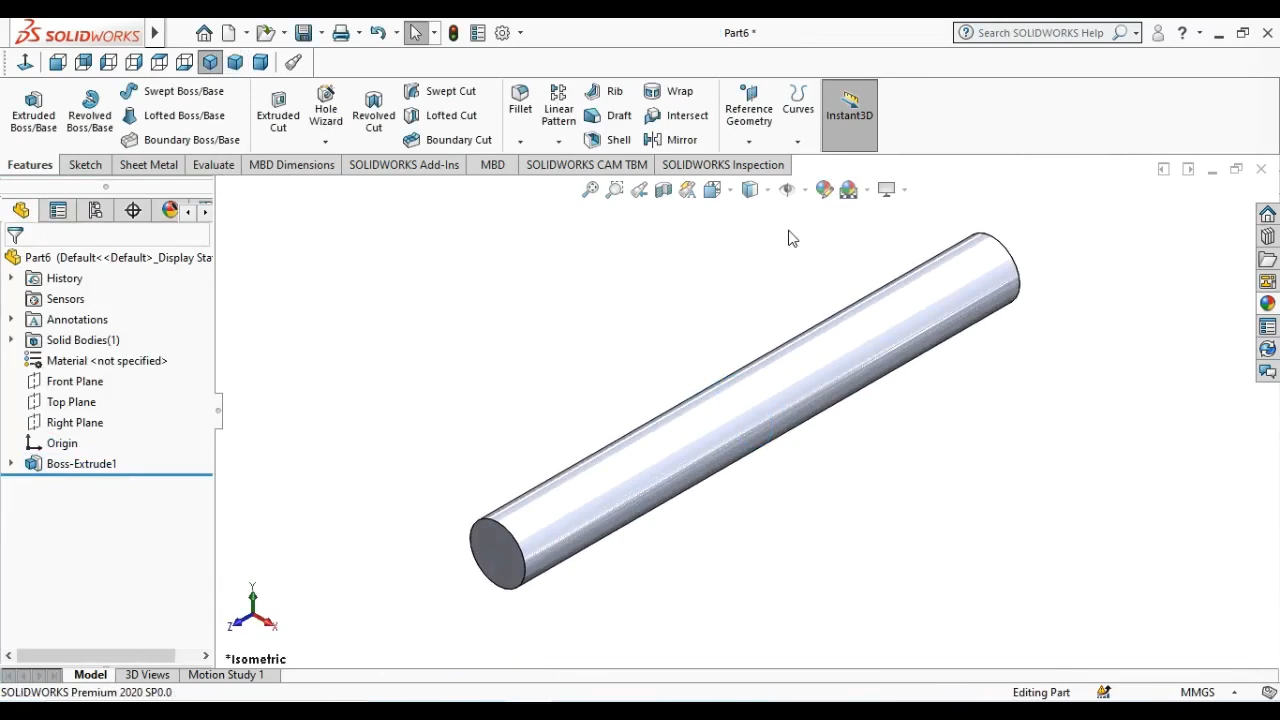 SOLIDWORKS
Part6 *
Search SOLIDWORKS Help
Extruded Boss/Base
Revolved Boss/Base
Swept Boss/Base
Lofted Boss/Base
Boundary Boss/Base
Extruded Cut
Hole Wizard
Revolved Cut
Swept Cut
Lofted Cut
Boundary Cut
Fillet
Linear Pattern
Rib
Draft
Shell
Wrap
Intersect
Mirror
Reference Geometry
Curves
Instant3D
Features
Sketch
Sheet Metal
Evaluate
MBD Dimensions
SOLIDWORKS Add-Ins
MBD
SOLIDWORKS CAM TBM
SOLIDWORKS Inspection
Part6 (Default<<Default>_Display Sta
History
Sensors
Annotations
Solid Bodies(1)
Material <not specified>
Front Plane
Top Plane
Right Plane
Origin
Boss-Extrude1
Y
Z
X
*Isometric
Model
3D Views
Motion Study 1
SOLIDWORKS Premium 2020 SP0.0
Editing Part
MMGS